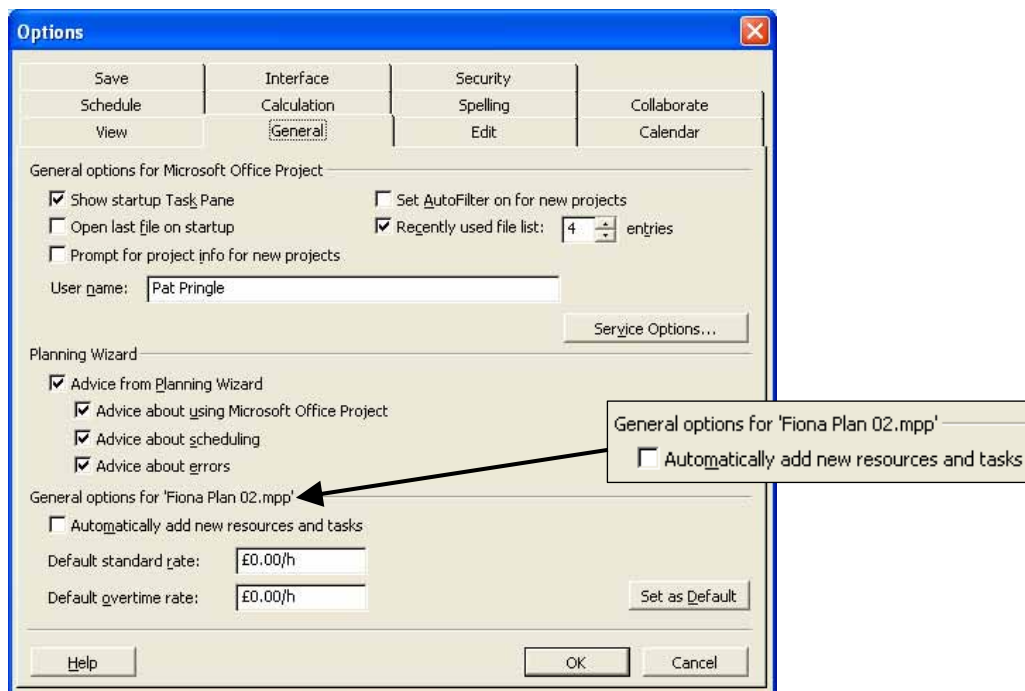 Options
Save Interface Security
Schedule Calculation Spelling Collaborate
View General Edit Calendar
General options for Microsoft Office Project
Show startup Task Pane
Set AutoFilter on for new projects
Open last file on startup
Recently used file list: 4 entries
Prompt for project info for new projects
User name: Pat Pringle
Service Options...
Planning Wizard
Advice from Planning Wizard
Advice about using Microsoft Office Project
Advice about scheduling
Advice about errors
General options for 'Fiona Plan 02.mpp'
Automatically add new resources and tasks
General options for 'Fiona Plan 02.mpp'
Automatically add new resources and tasks
Default standard rate: £0.00/h
Default overtime rate: £0.00/h
Set as Default
Help OK Cancel